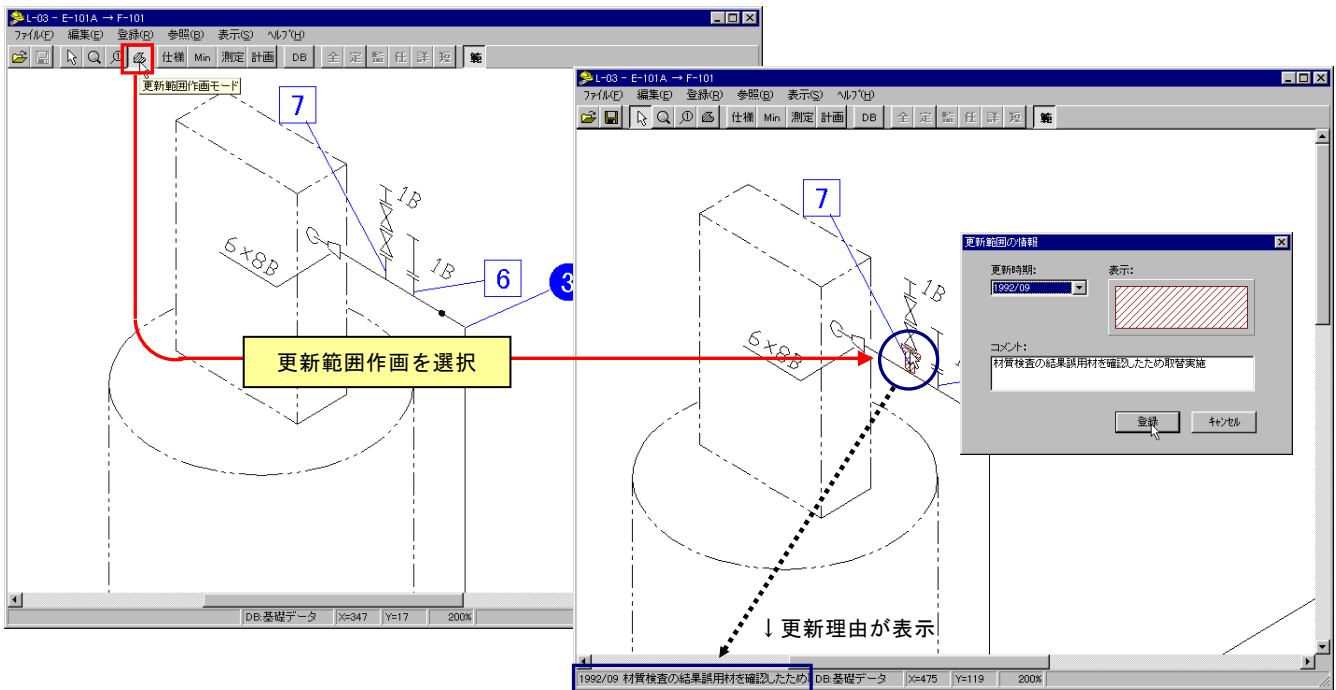 L-03 - E-101A → F-101
ファイル(F) 編集(E) 登録(R) 参照(B) 表示(S) ヘルプ(H)
仕様 Min 測定 計画 DB 全 定 監 任 詳 短 範
更新範囲作画モード
7
1B
6×8B
1B
6
3
更新範囲作画を選択
DB:基礎データ X=347 Y=17 200%
L-03 - E-101A → F-101
ファイル(F) 編集(E) 登録(R) 参照(B) 表示(S) ヘルプ(H)
仕様 Min 測定 計画 DB 全 定 監 任 詳 短 範
7
1B
6×8B
更新範囲の情報
更新時期:
表示:
1992/09
コメント:
材質検査の結果誤用材を確認したため取替実施
登録 キャンセル
↓更新理由が表示
1992/09 材質検査の結果誤用材を確認したため DB:基礎データ X=475 Y=119 200%